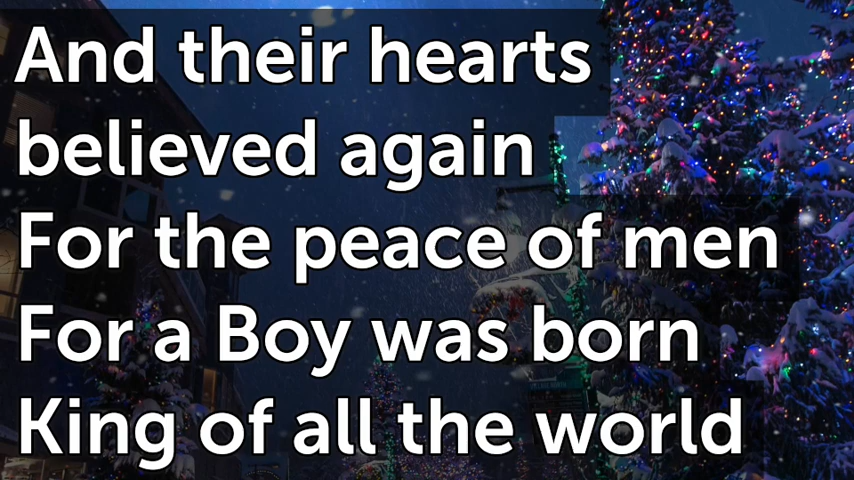 And their hearts
believed again
For the peace of men
For a Boy was born
King of all the world